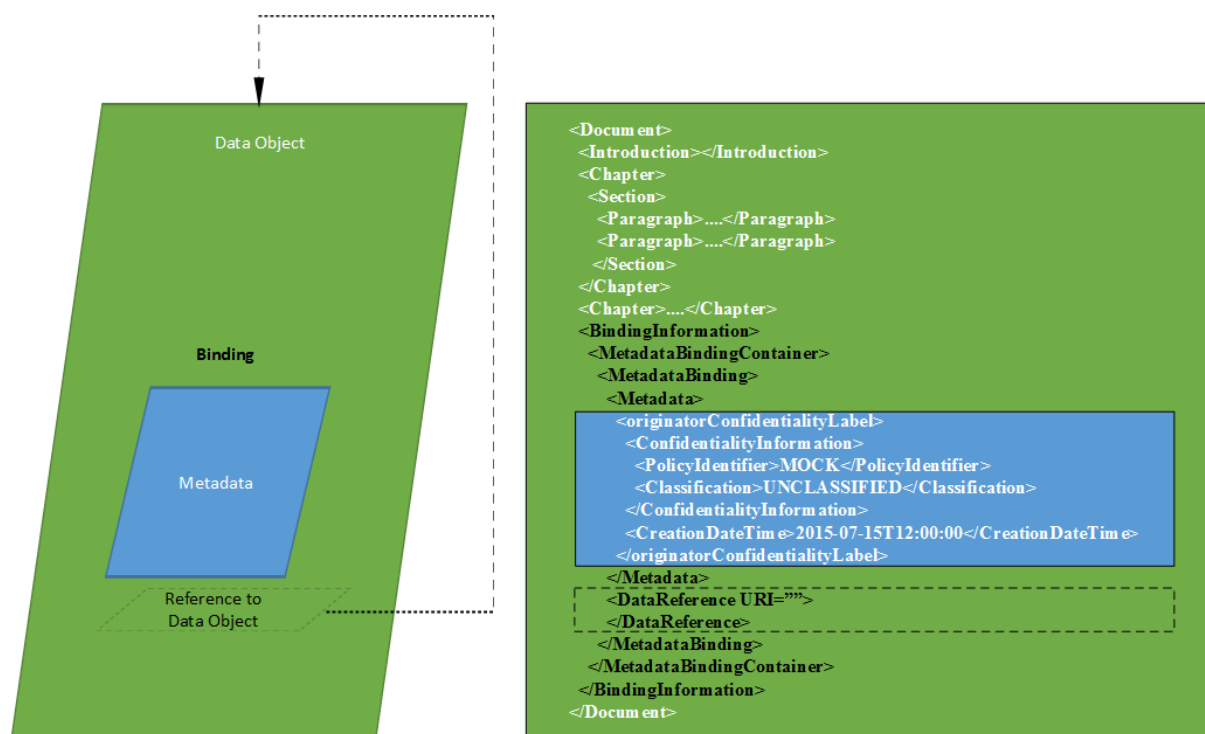 Data Object
Binding
Metadata
Reference to
Data Object
<Document>
<Introduction></Introduction>
<Chapter>
<Section>
<Paragraph>....</Paragraph>
<Paragraph>....</Paragraph>
</Section>
</Chapter>
<Chapter>....</Chapter>
<BindingInformation>
<MetadataBindingContainer>
<MetadataBinding>
<Metadata>
<originatorConfidentialityLabel>
<ConfidentialityInformation>
<PolicyIdentifier>MOCK</PolicyIdentifier>
<Classification>UNCLASSIFIED</Classification>
</ConfidentialityInformation>
<CreationDateTime>2015-07-15T12:00:00</CreationDateTime>
</originatorConfidentialityLabel>
</Metadata>
<DataReference URI=””>
</DataReference>
</MetadataBinding>
</MetadataBindingContainer>
</BindingInformation>
</Document>